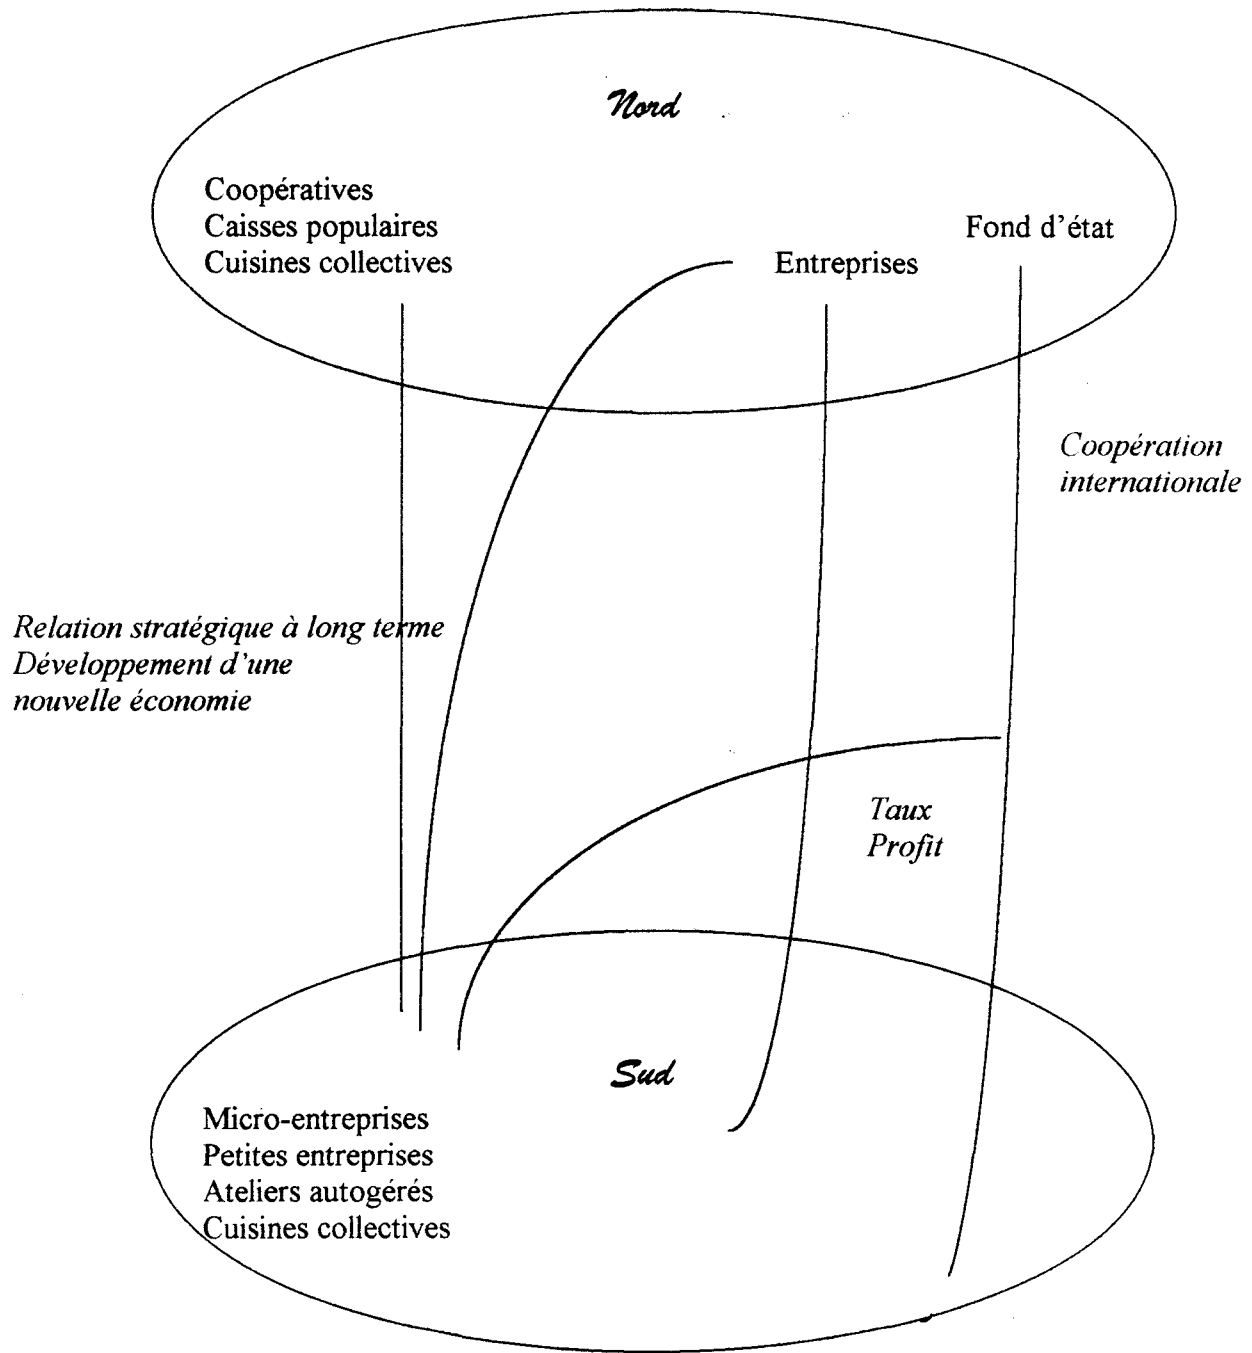 Nord
Coopératives
Caisses populaires
Cuisines collectives
Entreprises
Fond d'état
Coopération
internationale
Relation stratégique à long terme
Développement d'une
nouvelle économie
Taux
Profit
Sud
Micro-entreprises
Petites entreprises
Ateliers autogérés
Cuisines collectives